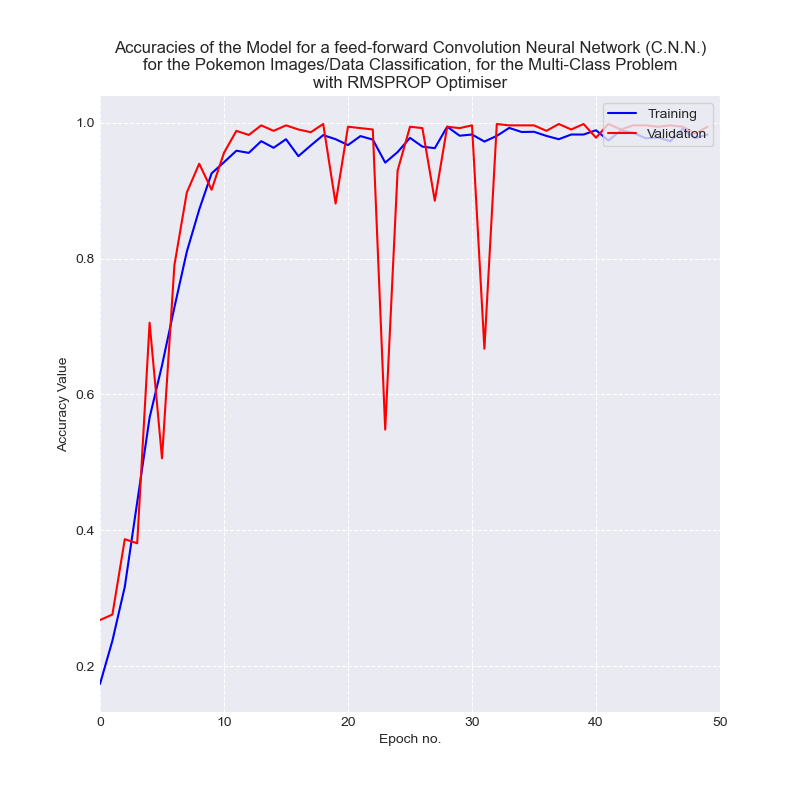 Accuracies of the Model for a feed-forward Convolution Neural Network (C.N.N.)
for the Pokemon Images/Data Classification, for the Multi-Class Problem
with RMSPROP Optimiser
Training
Validation
1.0
0.8
0.6
0.4
0.2
Accuracy Value
0 10 20 30 40 50
Epoch no.